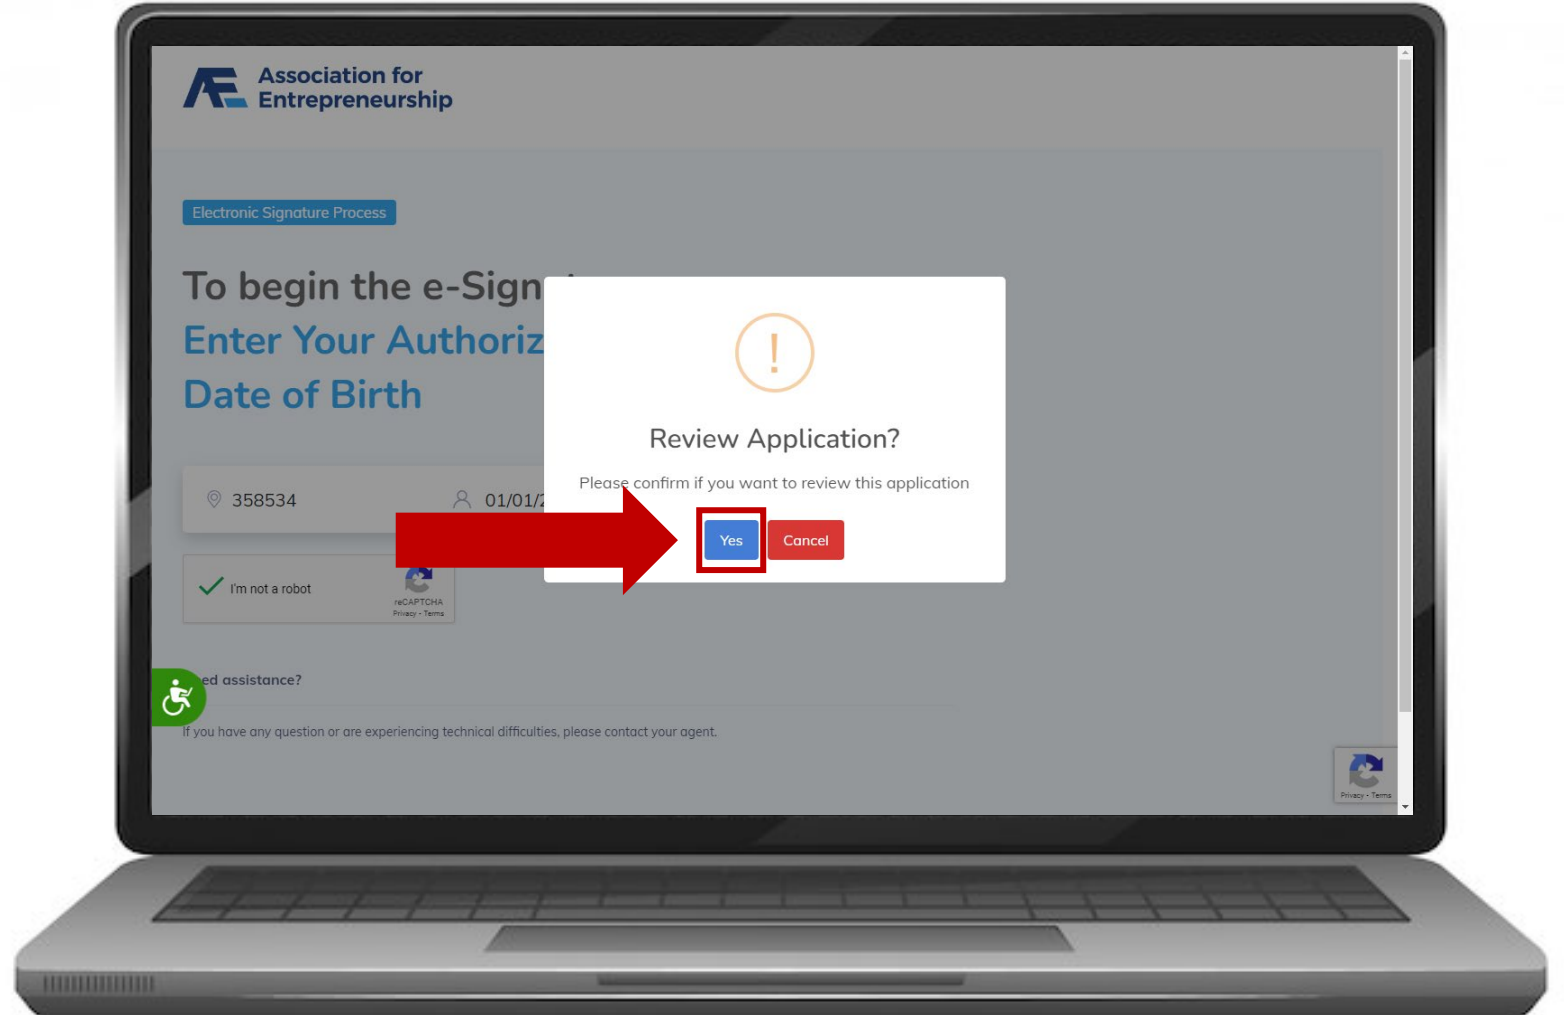 Association for
Entrepreneurship
Electronic Signature Process
To begin the e-Sign
Enter Your Authoriz
Date of Birth
358534
01/01/2
I'm not a robot
reCAPTCHA
Privacy - Terms
Review Application?
Please confirm if you want to review this application
Yes
Cancel
ed assistance?
If you have any question or are experiencing technical difficulties, please contact your agent.
Privacy - Terms